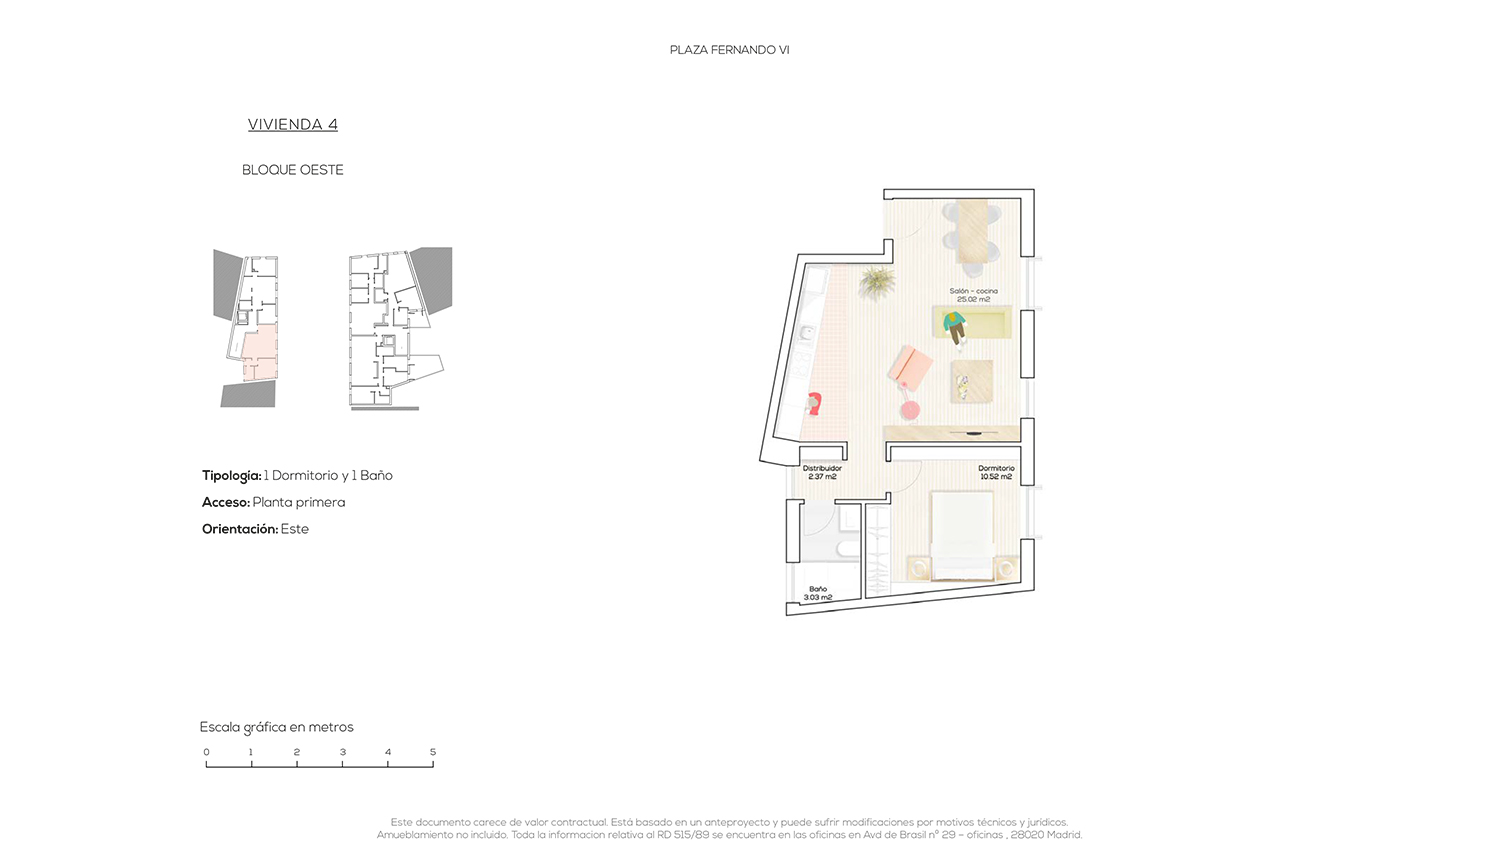 PLAZA FERNANDO VI
VIVIENDA 4
BLOQUE OESTE
Salón - cocina
25.02 m2
Distribuidor
2.37 m2
Dormitorio
10.52 m2
Baño
3.03 m2
Tipología: 1 Dormitorio y 1 Baño
Acceso: Planta primera
Orientación: Este
Escala gráfica en metros
0 1 2 3 4 5
Este documento carece de valor contractual. Está basado en un anteproyecto y puede sufrir modificaciones por motivos técnicos y jurídicos.
Amueblamiento no incluido. Toda la informacion relativa al RD 515/89 se encuentra en las oficinas en Avd de Brasil nº 29 – oficinas , 28020 Madrid.